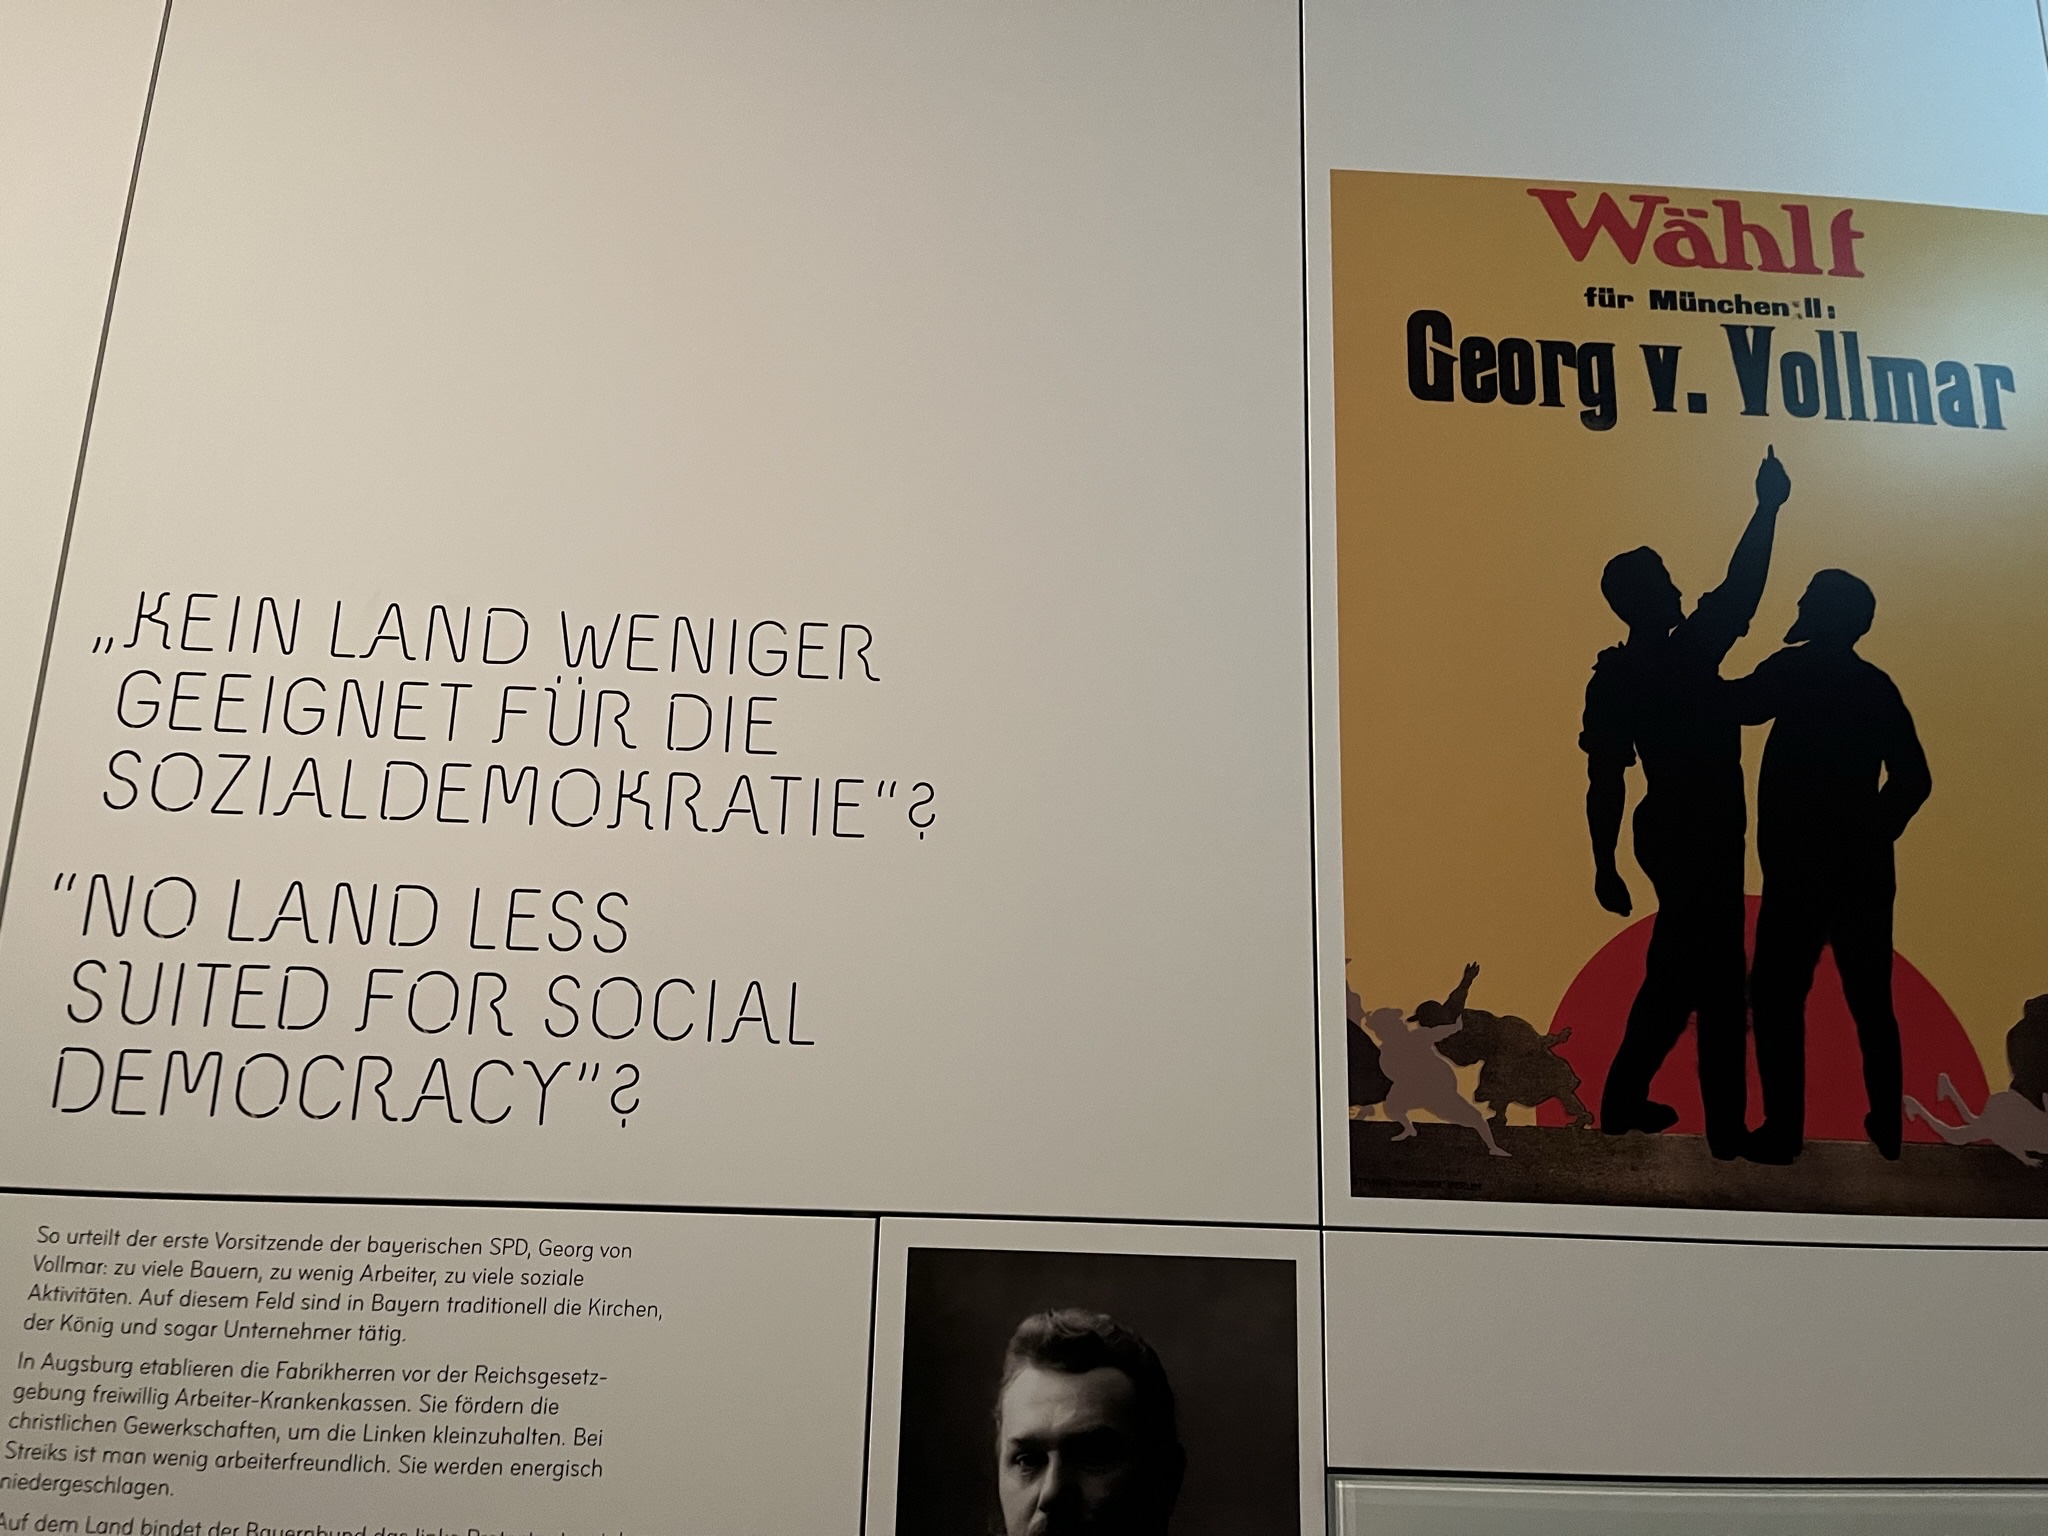 „KEIN LAND WENIGER
GEEIGNET FÜR DIE
SOZIALDEMOKRATIE“?
“NO LAND LESS
SUITED FOR SOCIAL
DEMOCRACY”?
So urteilt der erste Vorsitzende der bayerischen SPD, Georg von
Vollmar: zu viele Bauern, zu wenig Arbeiter, zu viele soziale
Aktivitäten. Auf diesem Feld sind in Bayern traditionell die Kirchen,
der König und sogar Unternehmer tätig.
In Augsburg etablieren die Fabrikherren vor der Reichsgesetz-
gebung freiwillig Arbeiter-Krankenkassen. Sie fördern die
christlichen Gewerkschaften, um die Linken kleinzuhalten. Bei
Streiks ist man wenig arbeiterfreundlich. Sie werden energisch
niedergeschlagen.
Auf dem Land bindet der Bauernbund das linke
Wählt
für München II:
Georg v. Vollmar